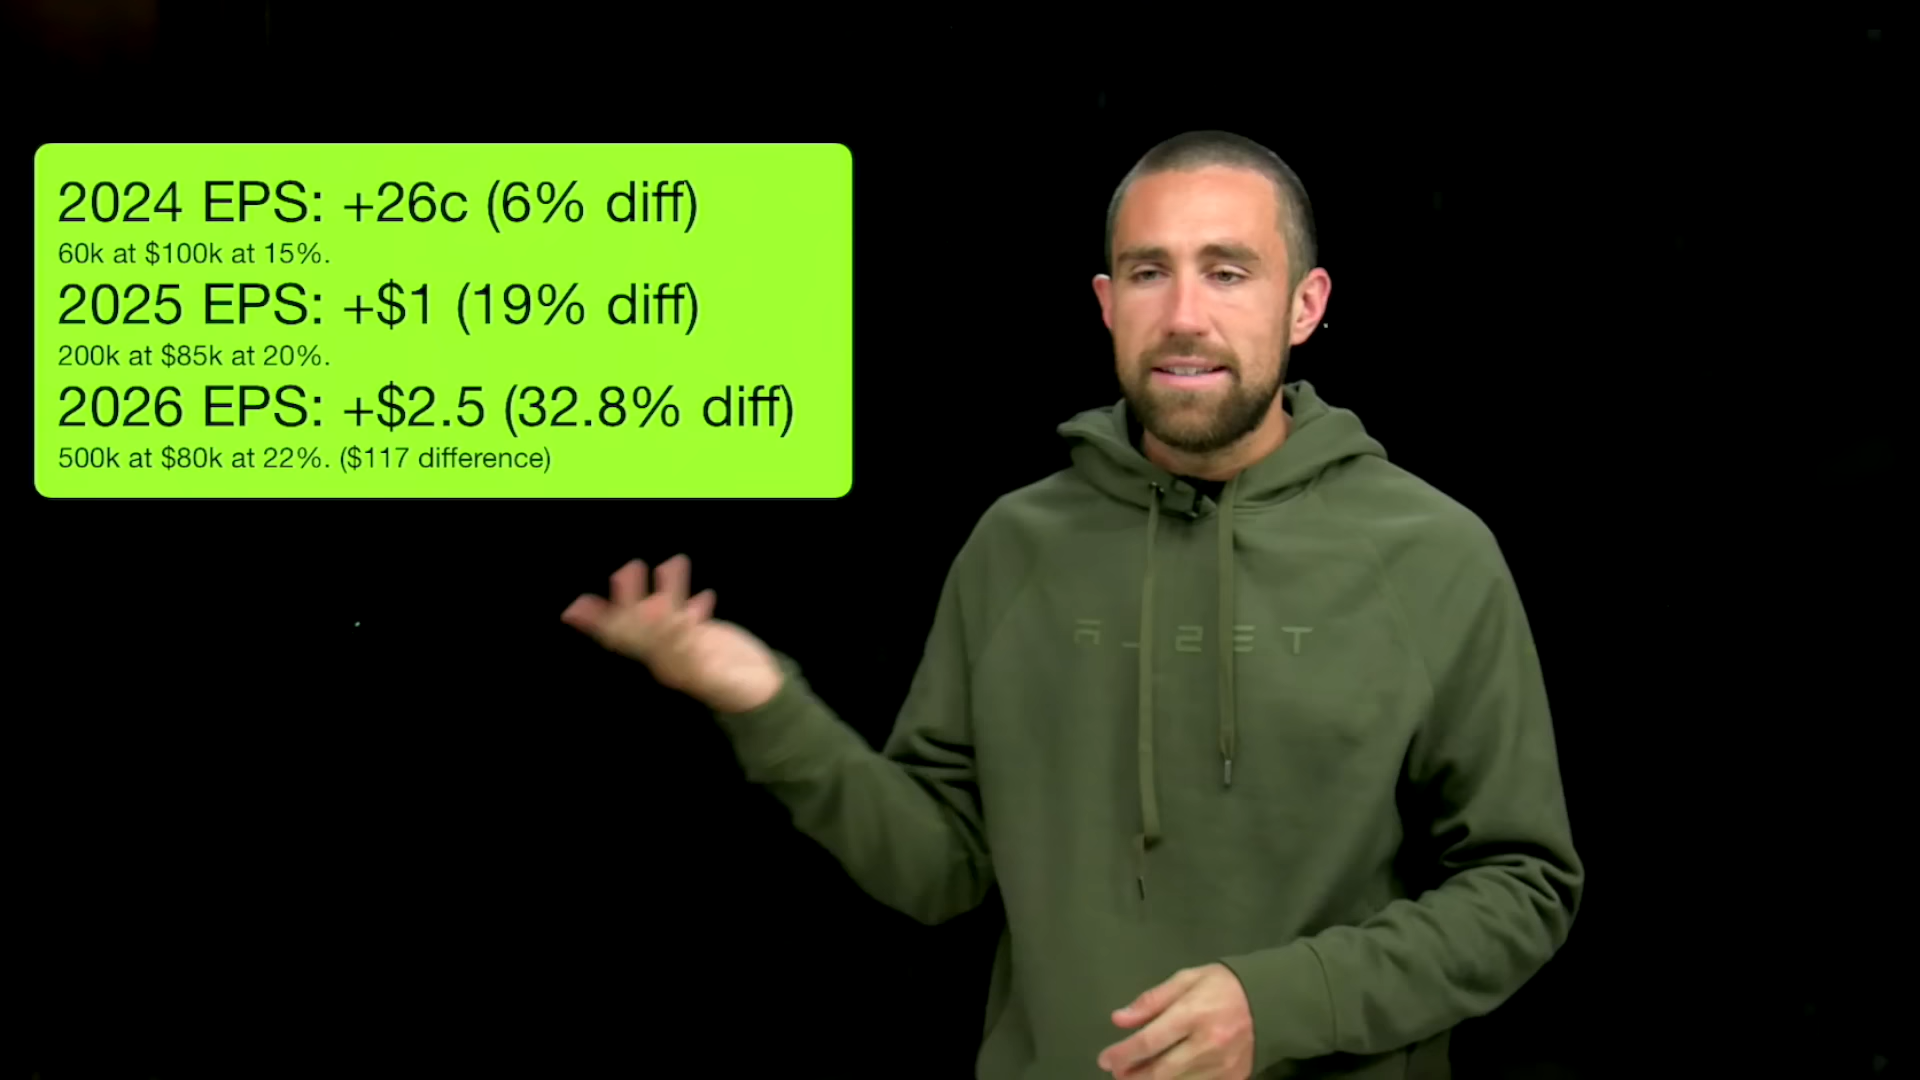 2024 EPS: +26c (6% diff)
60k at $100k at 15%.
2025 EPS: +$1 (19% diff)
200k at $85k at 20%.
2026 EPS: +$2.5 (32.8% diff)
500k at $80k at 22%. ($117 difference)
TESLA